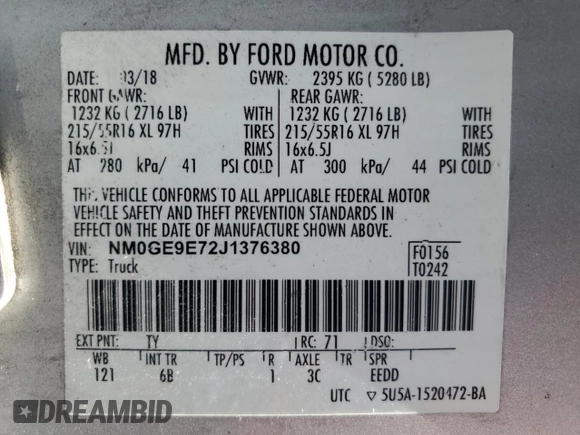 MFD. BY FORD MOTOR CO.
DATE: 03/18 GVWR: 2395 KG ( 5280 LB)
FRONT GAWR: REAR GAWR:
1232 KG ( 2716 LB) WITH 1232 KG ( 2716 LB) WITH
215/55R16 XL 97H TIRES 215/55R16 XL 97H TIRES
16x6.5J RIMS 16x6.5J RIMS
AT 280 kPa/ 41 PSI COLD AT 300 kPa/ 44 PSI COLD
THIS VEHICLE CONFORMS TO ALL APPLICABLE FEDERAL MOTOR
VEHICLE SAFETY AND THEFT PREVENTION STANDARDS IN
EFFECT ON THE DATE OF MANUFACTURE SHOWN ABOVE.
VIN: NM0GE9E72J1376380 F0156
TYPE: Truck T0242
EXT PNT: TY RC: 71 DSO:
WB INT TR TP/PS R AXLE TR SPR
121 6B 1 3C EEDD
UTC ▽ 5U5A-1520472-BA
DREAMBID